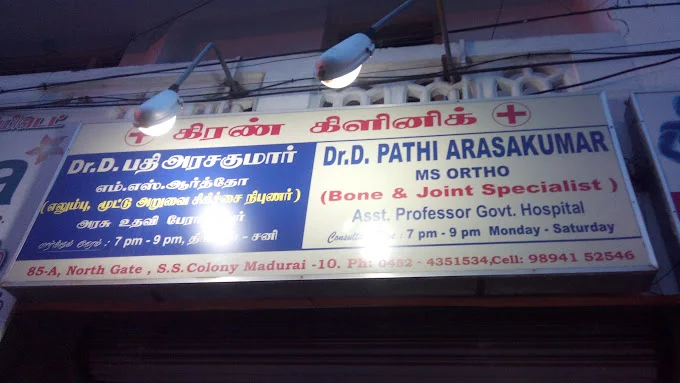 கிரண் கிளினிக்
Dr.D. பதி அரசகுமார்
எம்.எஸ்.ஆர்த்தோ
(எலும்பு, மூட்டு அறுவை சிகிச்சை நிபுணர்)
அரசு உதவி
7 pm - 9 pm, - சனி
Dr.D. PATHI ARASAKUMAR
MS ORTHO
(Bone & Joint Specialist )
Asst. Professor Govt. Hospital
: 7 pm - 9 pm Monday - Saturday
85-A, North Gate , S.S. Colony Madurai -10. Ph: 0452 - 4351534,Cell: 98941 52546